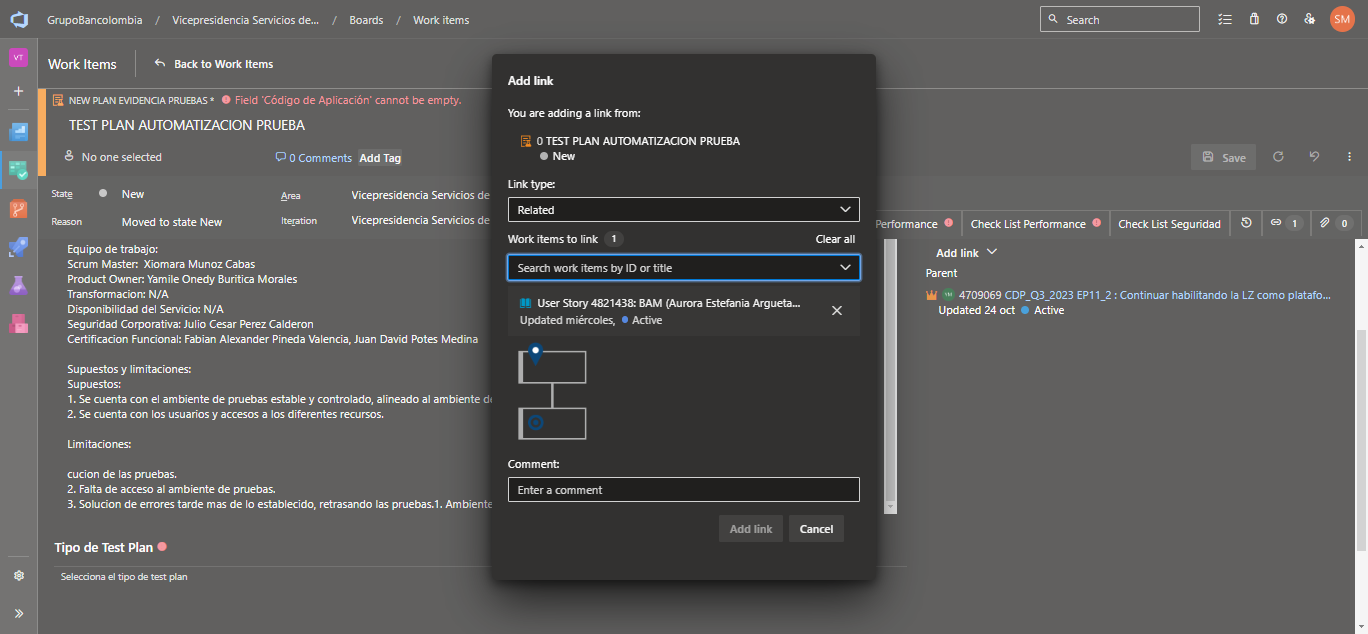 GrupoBancolombia / Vicepresidencia Servicios de... / Boards / Work items
Search
SM
VT
Work Items
Back to Work Items
NEW PLAN EVIDENCIA PRUEBAS *
Field 'Código de Aplicación' cannot be empty.
TEST PLAN AUTOMATIZACION PRUEBA
No one selected
0 Comments
Add Tag
Save
State
New
Area
Vicepresidencia Servicios de
Reason
Moved to state New
Iteration
Vicepresidencia Servicios de
Performance
Check List Performance
Check List Seguridad
1
0
Equipo de trabajo:
Scrum Master: Xiomara Munoz Cabas
Product Owner: Yamile Onedy Buritica Morales
Transformacion: N/A
Disponibilidad del Servicio: N/A
Seguridad Corporativa: Julio Cesar Perez Calderon
Certificacion Funcional: Fabian Alexander Pineda Valencia, Juan David Potes Medina
Supuestos y limitaciones:
Supuestos:
1. Se cuenta con el ambiente de pruebas estable y controlado, alineado al ambiente de
2. Se cuenta con los usuarios y accesos a los diferentes recursos.
Limitaciones:
cucion de las pruebas.
2. Falta de acceso al ambiente de pruebas.
3. Solucion de errores tarde mas de lo establecido, retrasando las pruebas.1. Ambiente
Tipo de Test Plan
Selecciona el tipo de test plan
Add link
You are adding a link from:
0 TEST PLAN AUTOMATIZACION PRUEBA
New
Link type:
Related
Work items to link 1
Clear all
Search work items by ID or title
User Story 4821438: BAM (Aurora Estefania Argueta...
Updated miércoles, Active
Comment:
Enter a comment
Add link
Cancel
Add link
Parent
4709069 CDP_Q3_2023 EP11_2 : Continuar habilitando la LZ como platafo...
Updated 24 oct Active